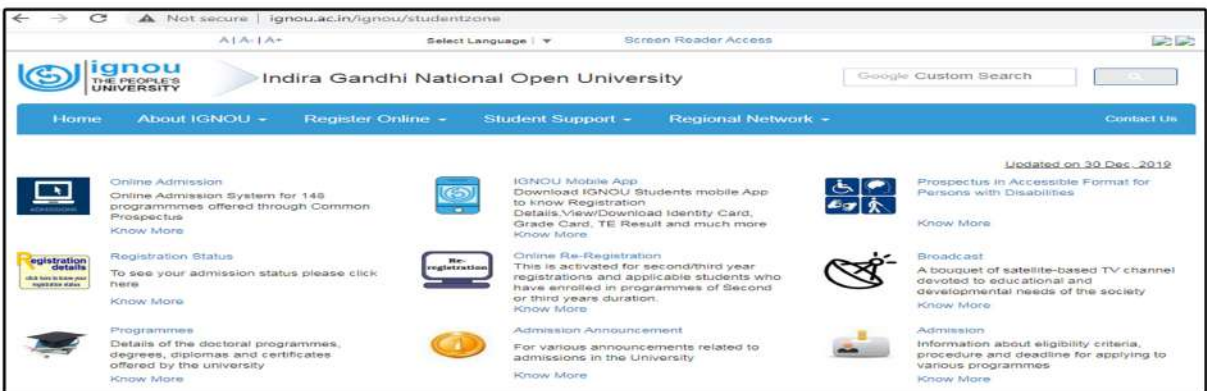 Not secure | ignou.ac.in/ignou/studentzone
A | A- | A+ Select Language ▼ Screen Reader Access
ignou
THE PEOPLE'S
UNIVERSITY
Indira Gandhi National Open University
Google Custom Search
Home About IGNOU Register Online Student Support Regional Network Contact Us
Updated on 30 Dec, 2019
ADMISSIONS
Online Admission
Online Admission System for 148
programmmes offered through Common
Prospectus
Know More
IGNOU Mobile App
Download IGNOU Students mobile App
to know Registration
Details.View/Download Identity Card,
Grade Card, TE Result and much more
Know More
Prospectus in Accessible Format for
Persons with Disabilities
Know More
Registration
details
click here to know your
registration status
Registration Status
To see your admission status please click
here
Know More
Re-
registration
Online Re-Registration
This is activated for second/third year
registrations and applicable students who
have enrolled in programmes of Second
or third years duration.
Know More
Broadcast
A bouquet of satellite-based TV channel
devoted to educational and
developmental needs of the society
Know More
Programmes
Details of the doctoral programmes,
degrees, diplomas and certificates
offered by the university
Know More
Admission Announcement
For various announcements related to
admissions in the University
Know More
Admission
Information about eligibility criteria,
procedure and deadline for applying to
various programmes
Know More